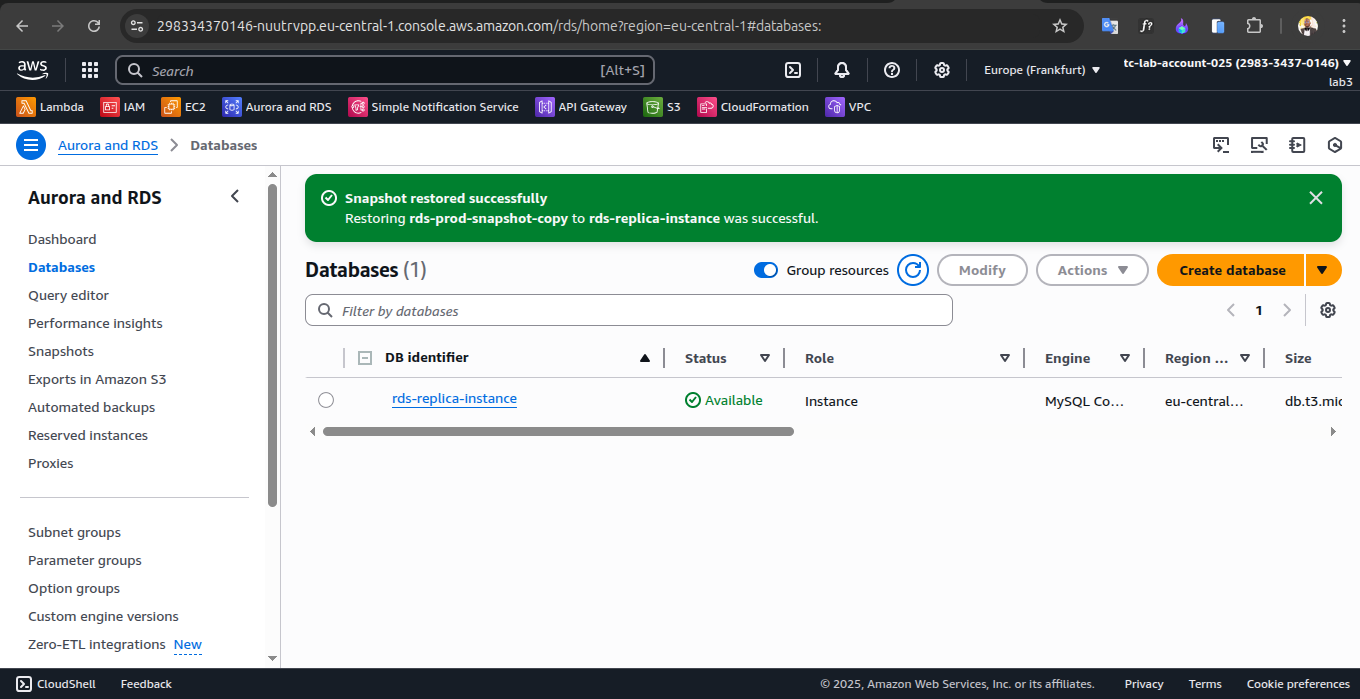 298334370146-nuutrvpp.eu-central-1.console.aws.amazon.com/rds/home?region=eu-central-1#databases:
aws
Search [Alt+S]
Europe (Frankfurt)
tc-lab-account-025 (2983-3437-0146)
lab3
Lambda IAM EC2 Aurora and RDS Simple Notification Service API Gateway S3 CloudFormation VPC
Aurora and RDS Databases
Aurora and RDS
Dashboard
Databases
Query editor
Performance insights
Snapshots
Exports in Amazon S3
Automated backups
Reserved instances
Proxies
Subnet groups
Parameter groups
Option groups
Custom engine versions
Zero-ETL integrations New
Snapshot restored successfully
Restoring rds-prod-snapshot-copy to rds-replica-instance was successful.
Databases (1)
Group resources Modify Actions Create database
Filter by databases
1
DB identifier Status Role Engine Region ... Size
rds-replica-instance Available Instance MySQL Co... eu-central... db.t3.mic
CloudShell Feedback © 2025, Amazon Web Services, Inc. or its affiliates. Privacy Terms Cookie preferences